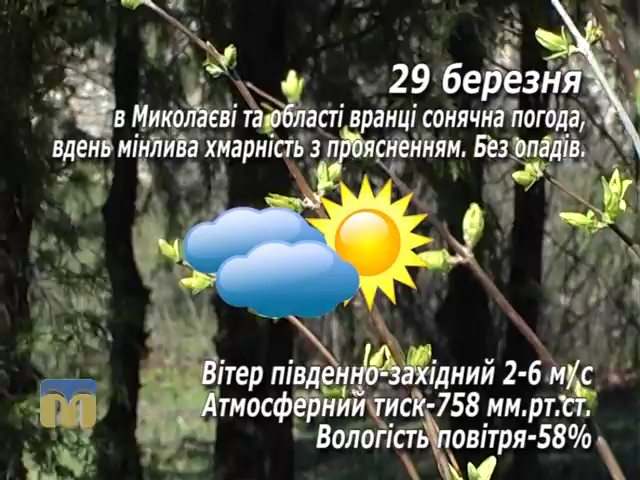 29 березня
в Миколаєві та області вранці сонячна погода,
вдень мінлива хмарність з проясненням. Без опадів.
Вітер південно-західний 2-6 м/с
Атмосферний тиск-758 мм.рт.ст.
Вологість повітря-58%